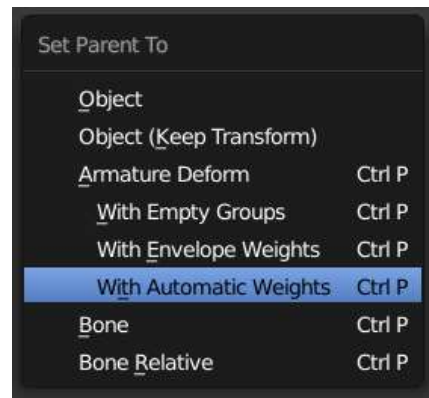 Set Parent To
Object
Object (Keep Transform)
Armature Deform Ctrl P
With Empty Groups Ctrl P
With Envelope Weights Ctrl P
With Automatic Weights Ctrl P
Bone Ctrl P
Bone Relative Ctrl P